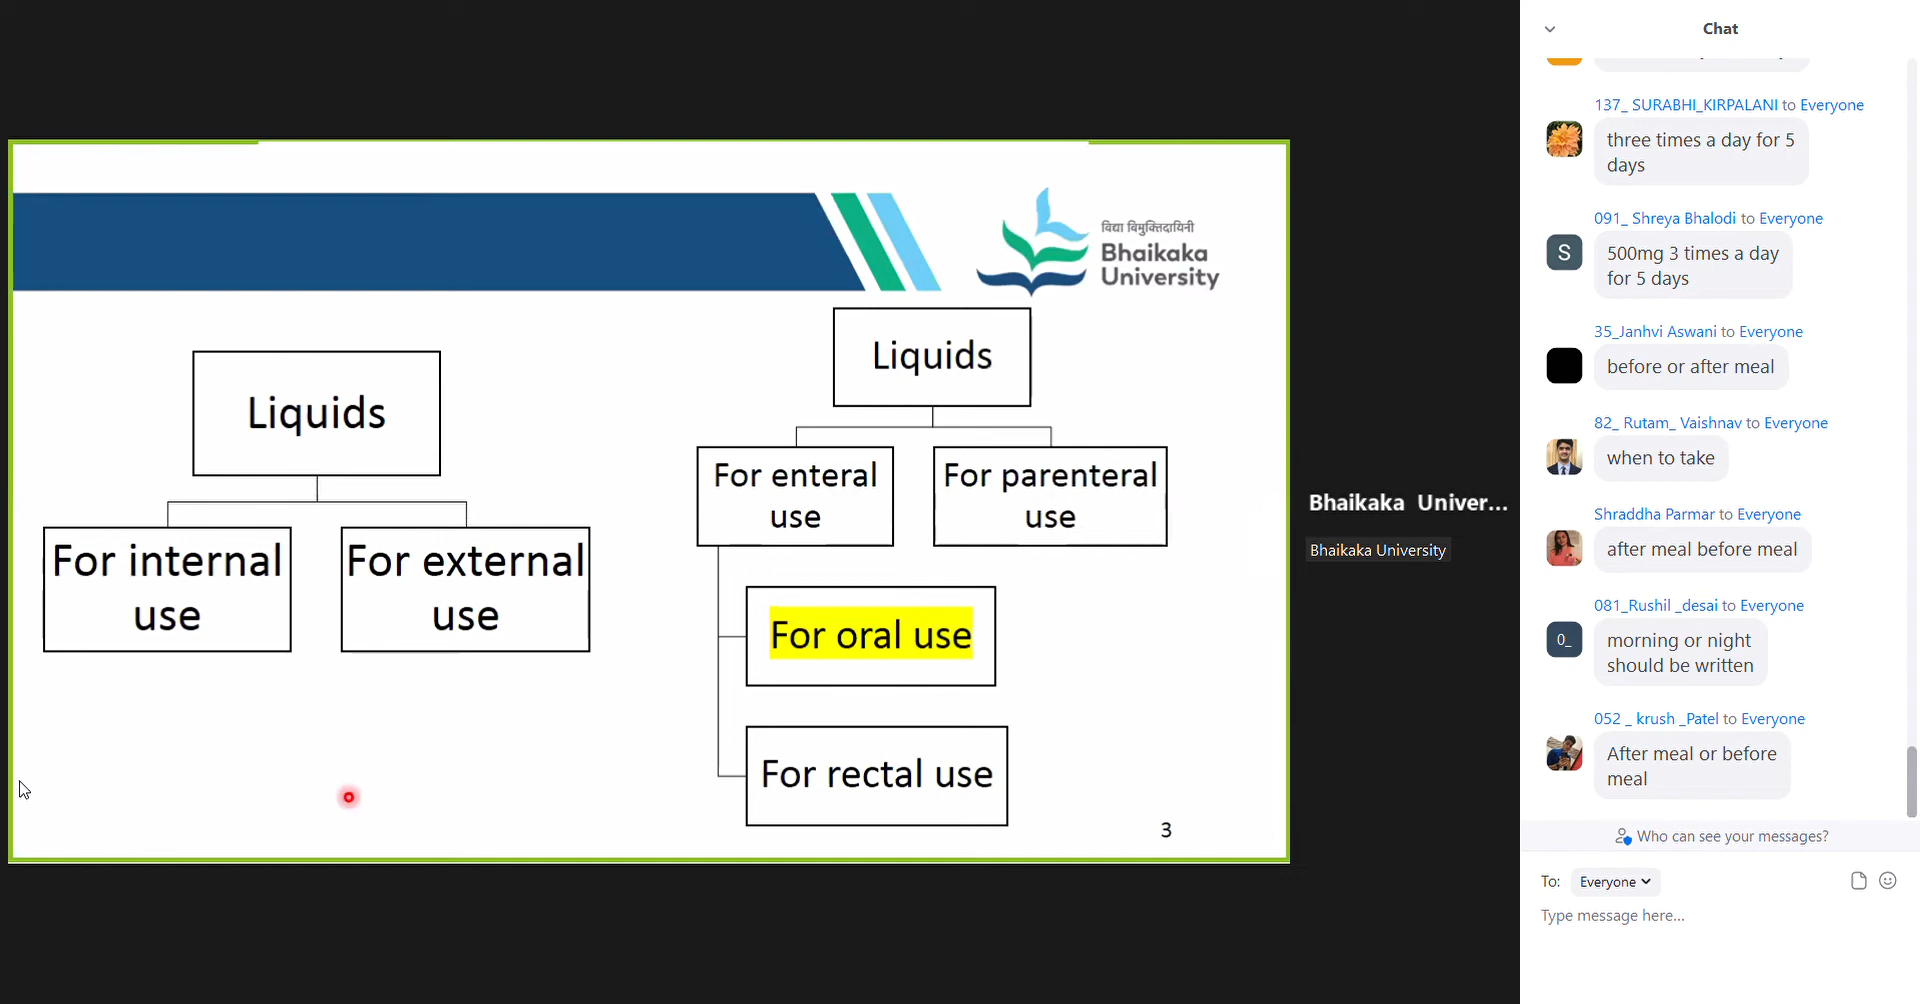 विद्या विमुक्तिदायिनी
Bhaikaka
University
Liquids
For internal
use
For external
use
Liquids
For enteral
use
For parenteral
use
For oral use
For rectal use
3
Bhaikaka Univer...
Bhaikaka University
Chat
137_ SURABHI_KIRPALANI to Everyone
three times a day for 5
days
091_ Shreya Bhalodi to Everyone
S
500mg 3 times a day
for 5 days
35_Janhvi Aswani to Everyone
before or after meal
82_ Rutam_ Vaishnav to Everyone
when to take
Shraddha Parmar to Everyone
after meal before meal
081_Rushil _desai to Everyone
0_
morning or night
should be written
052 _ krush _Patel to Everyone
After meal or before
meal
Who can see your messages?
To: Everyone
Type message here...